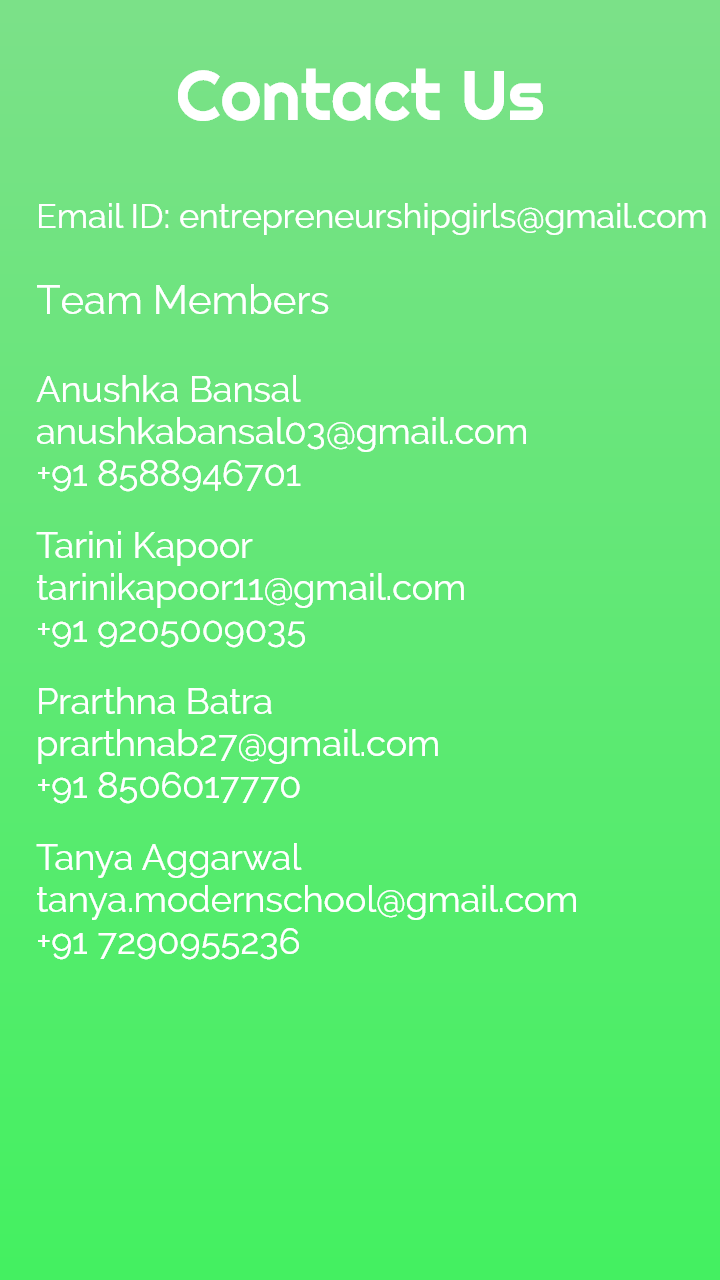 Contact Us
Email ID: entrepreneurshipgirls@gmail.com
Team Members
Anushka Bansal
anushkabansal03@gmail.com
+91 8588946701
Tarini Kapoor
tarinikapoor11@gmail.com
+91 9205009035
Prarthna Batra
prarthnab27@gmail.com
+91 8506017770
Tanya Aggarwal
tanya.modernschool@gmail.com
+91 7290955236